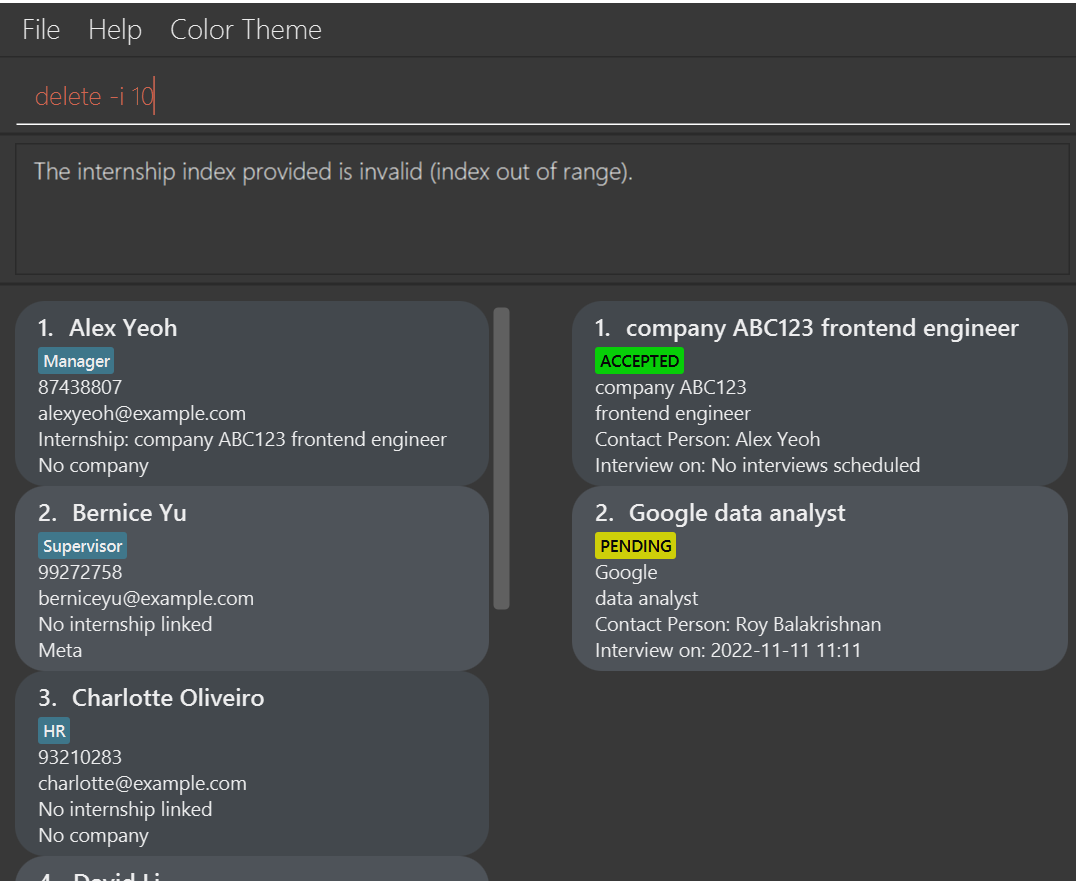 File Help Color Theme
delete -i 10
The internship index provided is invalid (index out of range).
1. Alex Yeoh
Manager
87438807
alexyeoh@example.com
Internship: company ABC123 frontend engineer
No company
2. Bernice Yu
Supervisor
99272758
berniceyu@example.com
No internship linked
Meta
3. Charlotte Oliveiro
HR
93210283
charlotte@example.com
No internship linked
No company
4. David Li
1. company ABC123 frontend engineer
ACCEPTED
company ABC123
frontend engineer
Contact Person: Alex Yeoh
Interview on: No interviews scheduled
2. Google data analyst
PENDING
Google
data analyst
Contact Person: Roy Balakrishnan
Interview on: 2022-11-11 11:11